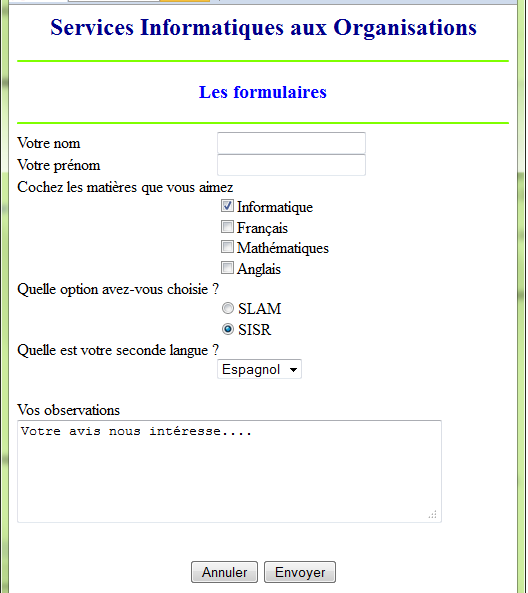 Services Informatiques aux Organisations
Les formulaires
Votre nom
Votre prénom
Cochez les matières que vous aimez
Informatique
Français
Mathématiques
Anglais
Quelle option avez-vous choisie ?
SLAM
SISR
Quelle est votre seconde langue ?
Espagnol
Vos observations
Votre avis nous intéresse....
Annuler Envoyer